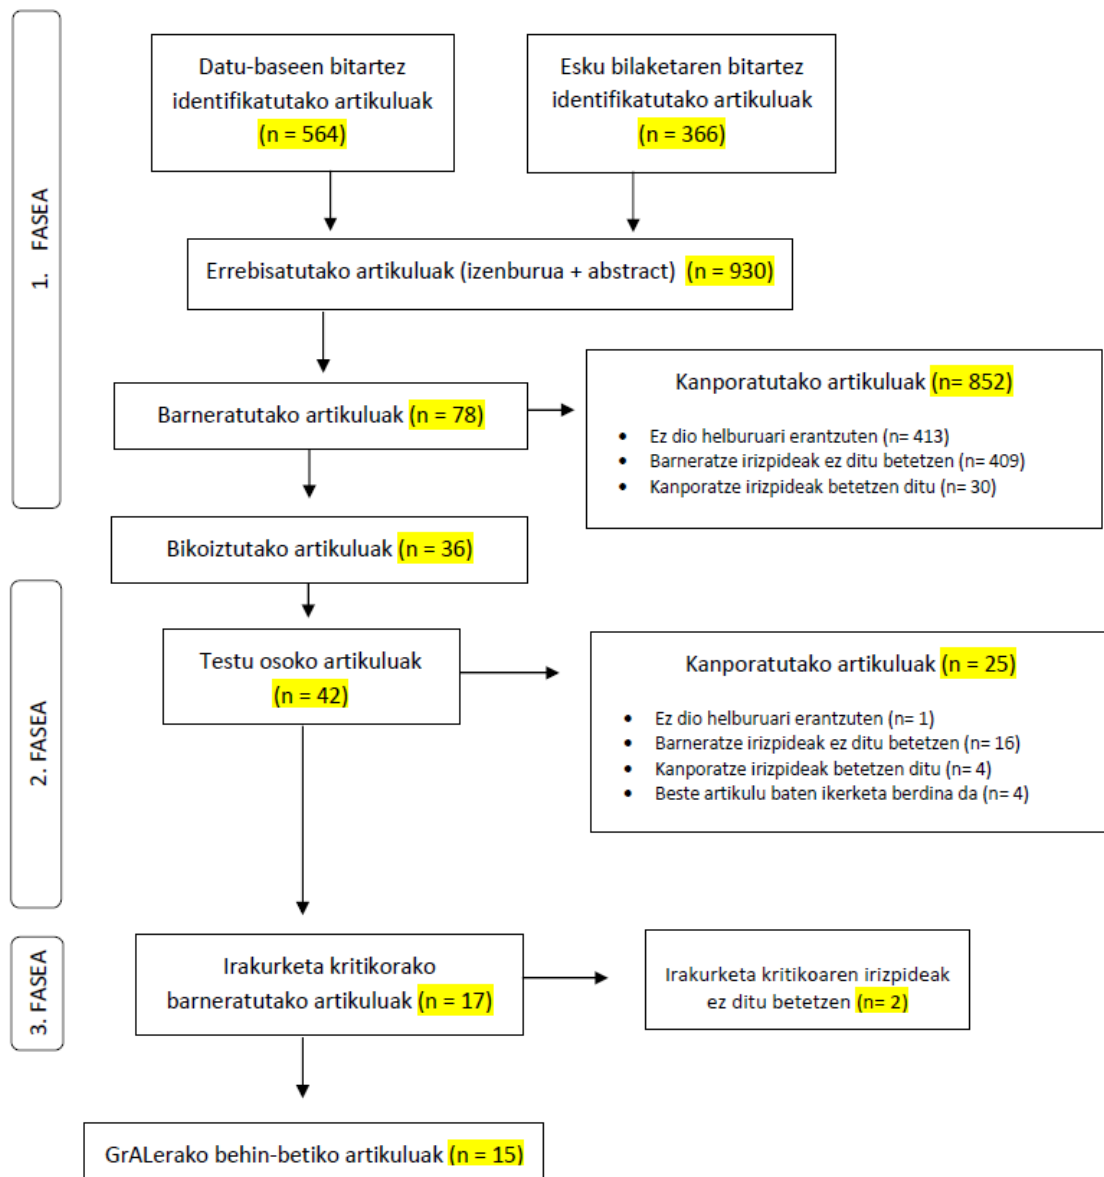 1. FASEA
Datu-baseen bitartez
identifikatutako artikuluak
(n = 564)
Esku bilaketaren bitartez
identifikatutako artikuluak
(n = 366)
Errebisatutako artikuluak (izenburua + abstract) (n = 930)
Barneratutako artikuluak (n = 78)
Kanporatutako artikuluak (n= 852)
• Ez dio helburuari erantzuten (n= 413)
• Barneratze irizpideak ez ditu betetzen (n= 409)
• Kanporatze irizpideak betetzen ditu (n= 30)
Bikoiztutako artikuluak (n = 36)
2. FASEA
Testu osoko artikuluak
(n = 42)
Kanporatutako artikuluak (n = 25)
• Ez dio helburuari erantzuten (n= 1)
• Barneratze irizpideak ez ditu betetzen (n= 16)
• Kanporatze irizpideak betetzen ditu (n= 4)
• Beste artikulu baten ikerketa berdina da (n= 4)
3. FASEA
Irakurketa kritikorako
barneratutako artikuluak (n = 17)
Irakurketa kritikoaren irizpideak
ez ditu betetzen (n= 2)
GrALerako behin-betiko artikuluak (n = 15)